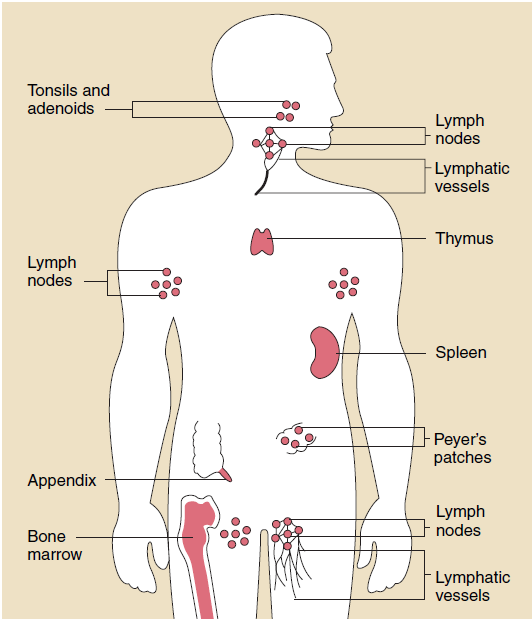 Tonsils and
adenoids
Lymph
nodes
Lymphatic
vessels
Thymus
Lymph
nodes
Spleen
Peyer's
patches
Appendix
Lymph
nodes
Bone
marrow
Lymphatic
vessels